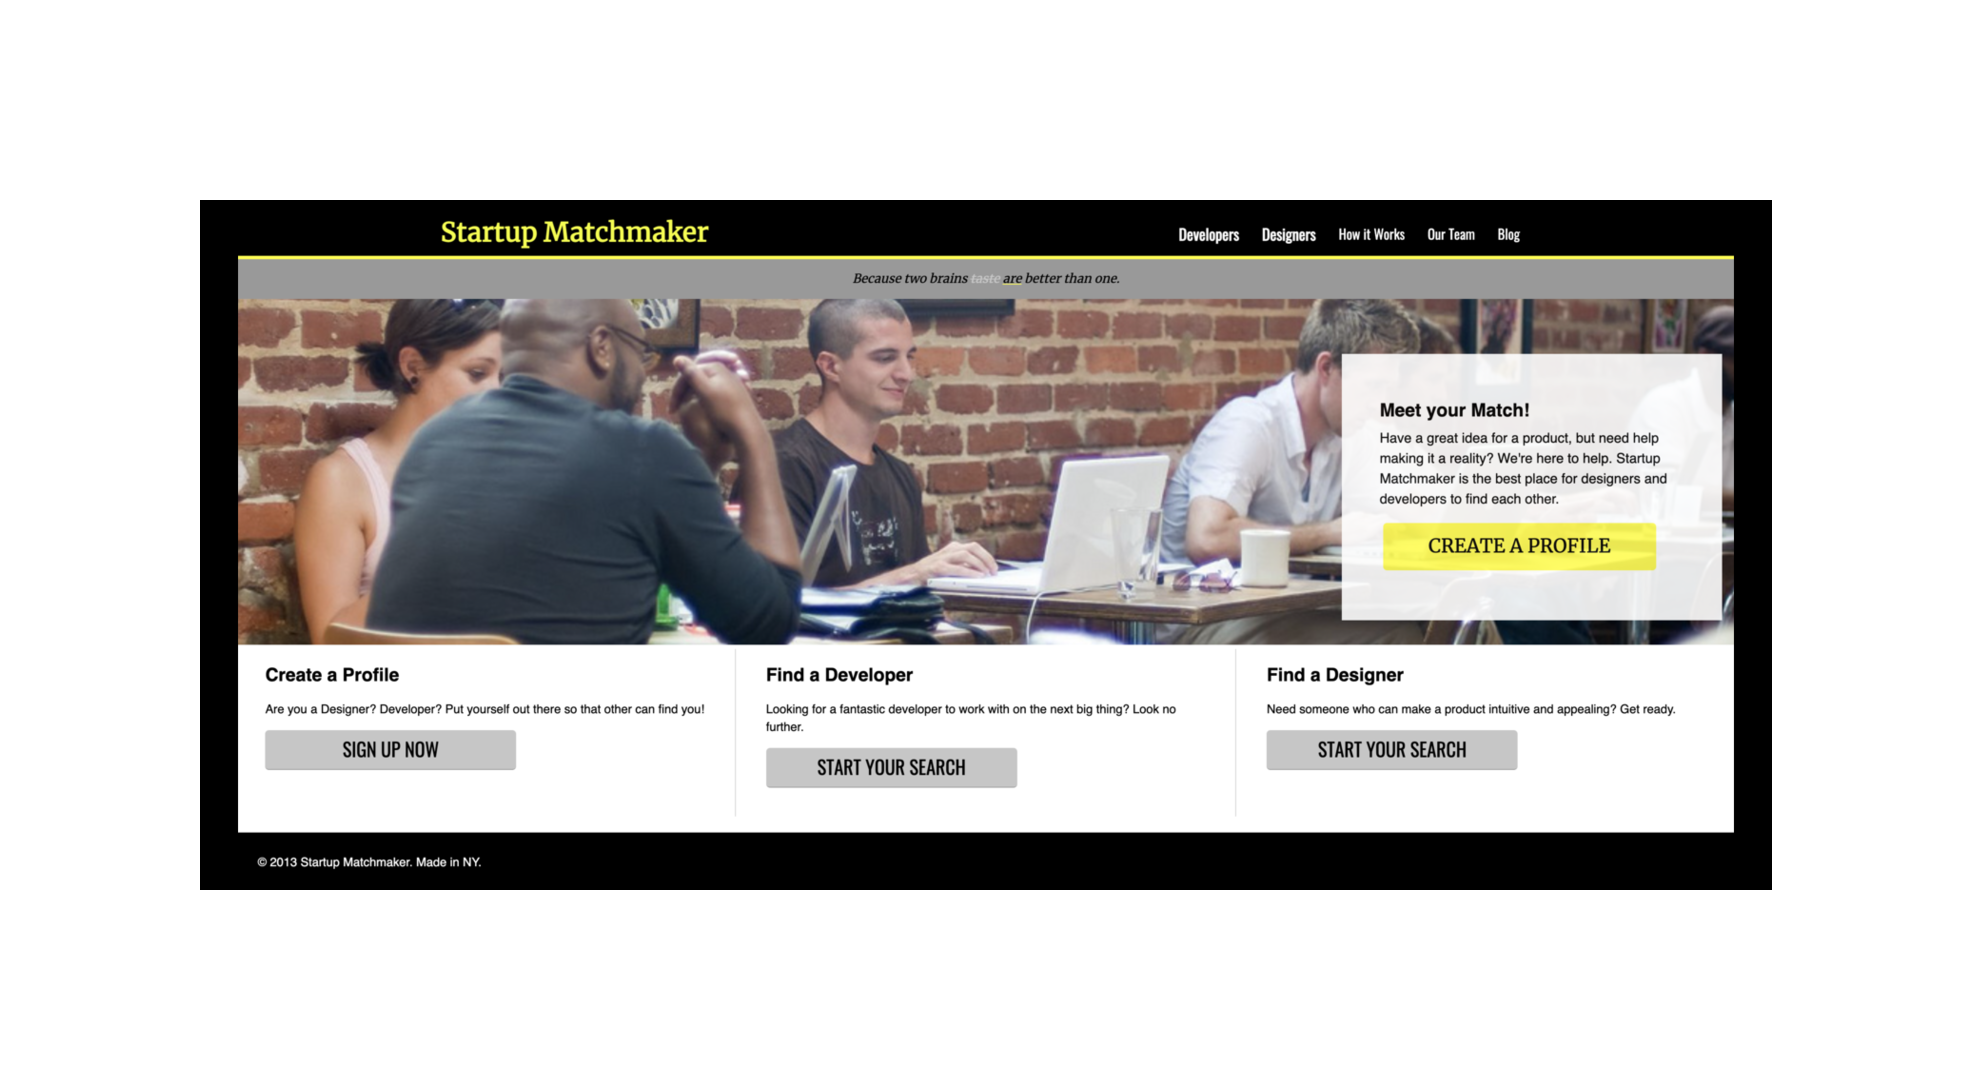 Startup Matchmaker
Developers Designers How it Works Our Team Blog
Because two brains taste are better than one.
Meet your Match!
Have a great idea for a product, but need help
making it a reality? We're here to help. Startup
Matchmaker is the best place for designers and
developers to find each other.
CREATE A PROFILE
Create a Profile
Are you a Designer? Developer? Put yourself out there so that other can find you!
SIGN UP NOW
Find a Developer
Looking for a fantastic developer to work with on the next big thing? Look no
further.
START YOUR SEARCH
Find a Designer
Need someone who can make a product intuitive and appealing? Get ready.
START YOUR SEARCH
© 2013 Startup Matchmaker. Made in NY.